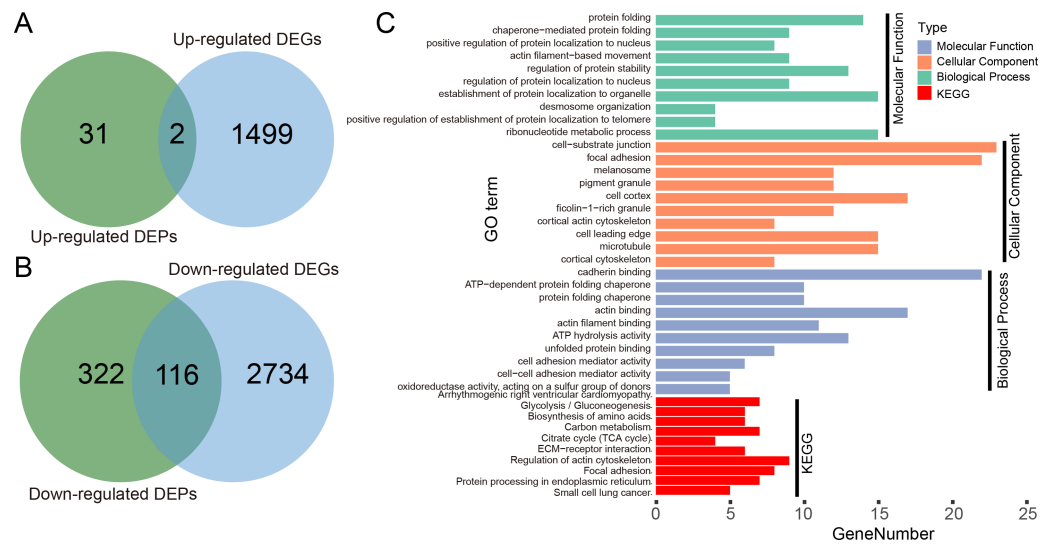 A
Up-regulated DEGs
31
2
1499
Up-regulated DEPs
B
Down-regulated DEGs
322
116
2734
Down-regulated DEPs
C
GO term
protein folding
chaperone-mediated protein folding
positive regulation of protein localization to nucleus
actin filament-based movement
regulation of protein stability
regulation of protein localization to nucleus
establishment of protein localization to organelle
desmosome organization
positive regulation of establishment of protein localization to telomere
ribonucleotide metabolic process
cell-substrate junction
focal adhesion
melanosome
pigment granule
cell cortex
ficolin-1-rich granule
cortical actin cytoskeleton
cell leading edge
microtubule
cortical cytoskeleton
cadherin binding
ATP-dependent protein folding chaperone
protein folding chaperone
actin binding
actin filament binding
ATP hydrolysis activity
unfolded protein binding
cell adhesion mediator activity
cell-cell adhesion mediator activity
oxidoreductase activity, acting on a sulfur group of donors
Arrhythmogenic right ventricular cardiomyopathy
Glycolysis / Gluconeogenesis
Biosynthesis of amino acids
Carbon metabolism
Citrate cycle (TCA cycle)
ECM-receptor interaction
Regulation of actin cytoskeleton
Focal adhesion
Protein processing in endoplasmic reticulum
Small cell lung cancer
Molecular Function
Cellular Component
Biological Process
KEGG
Type
Molecular Function
Cellular Component
Biological Process
KEGG
0 5 10 15 20 25
GeneNumber